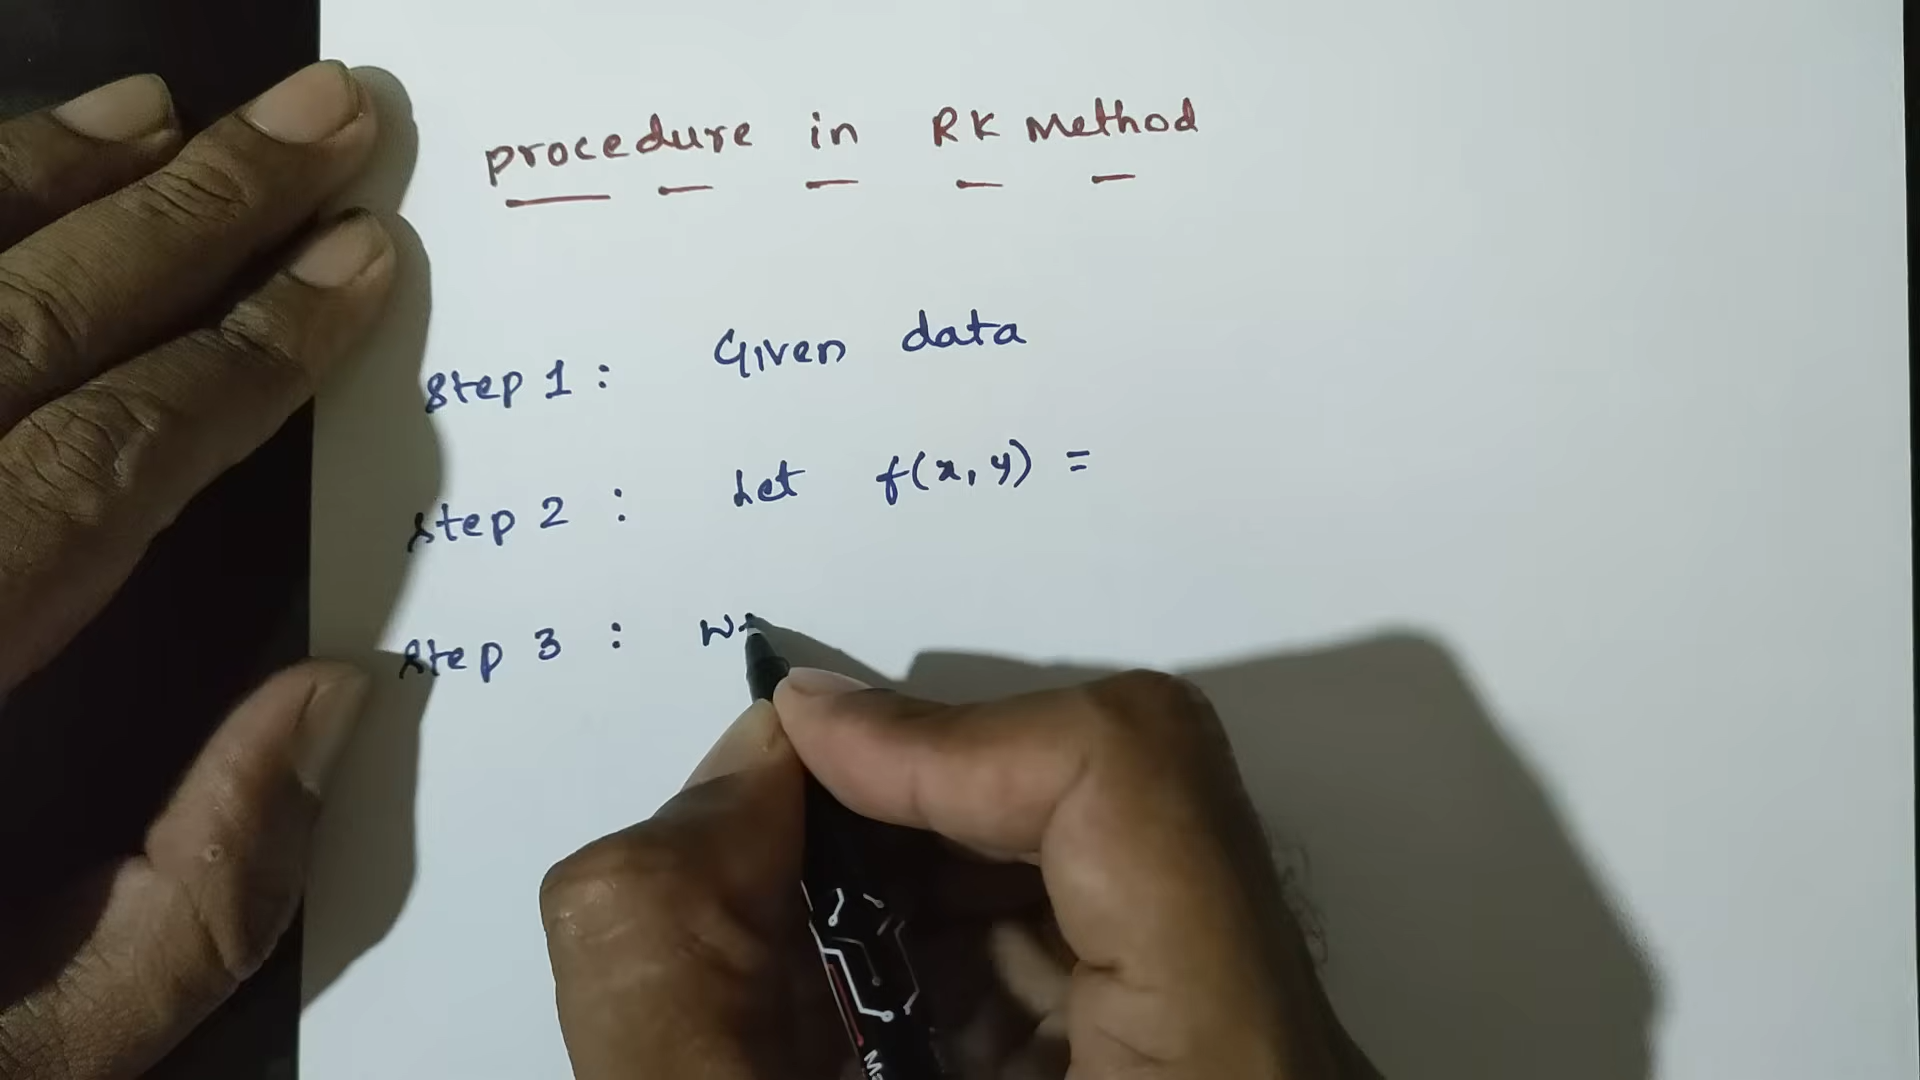 procedure in RK Method
Step 1 : Given data
Step 2 : Let f(x, y) =
Step 3 :